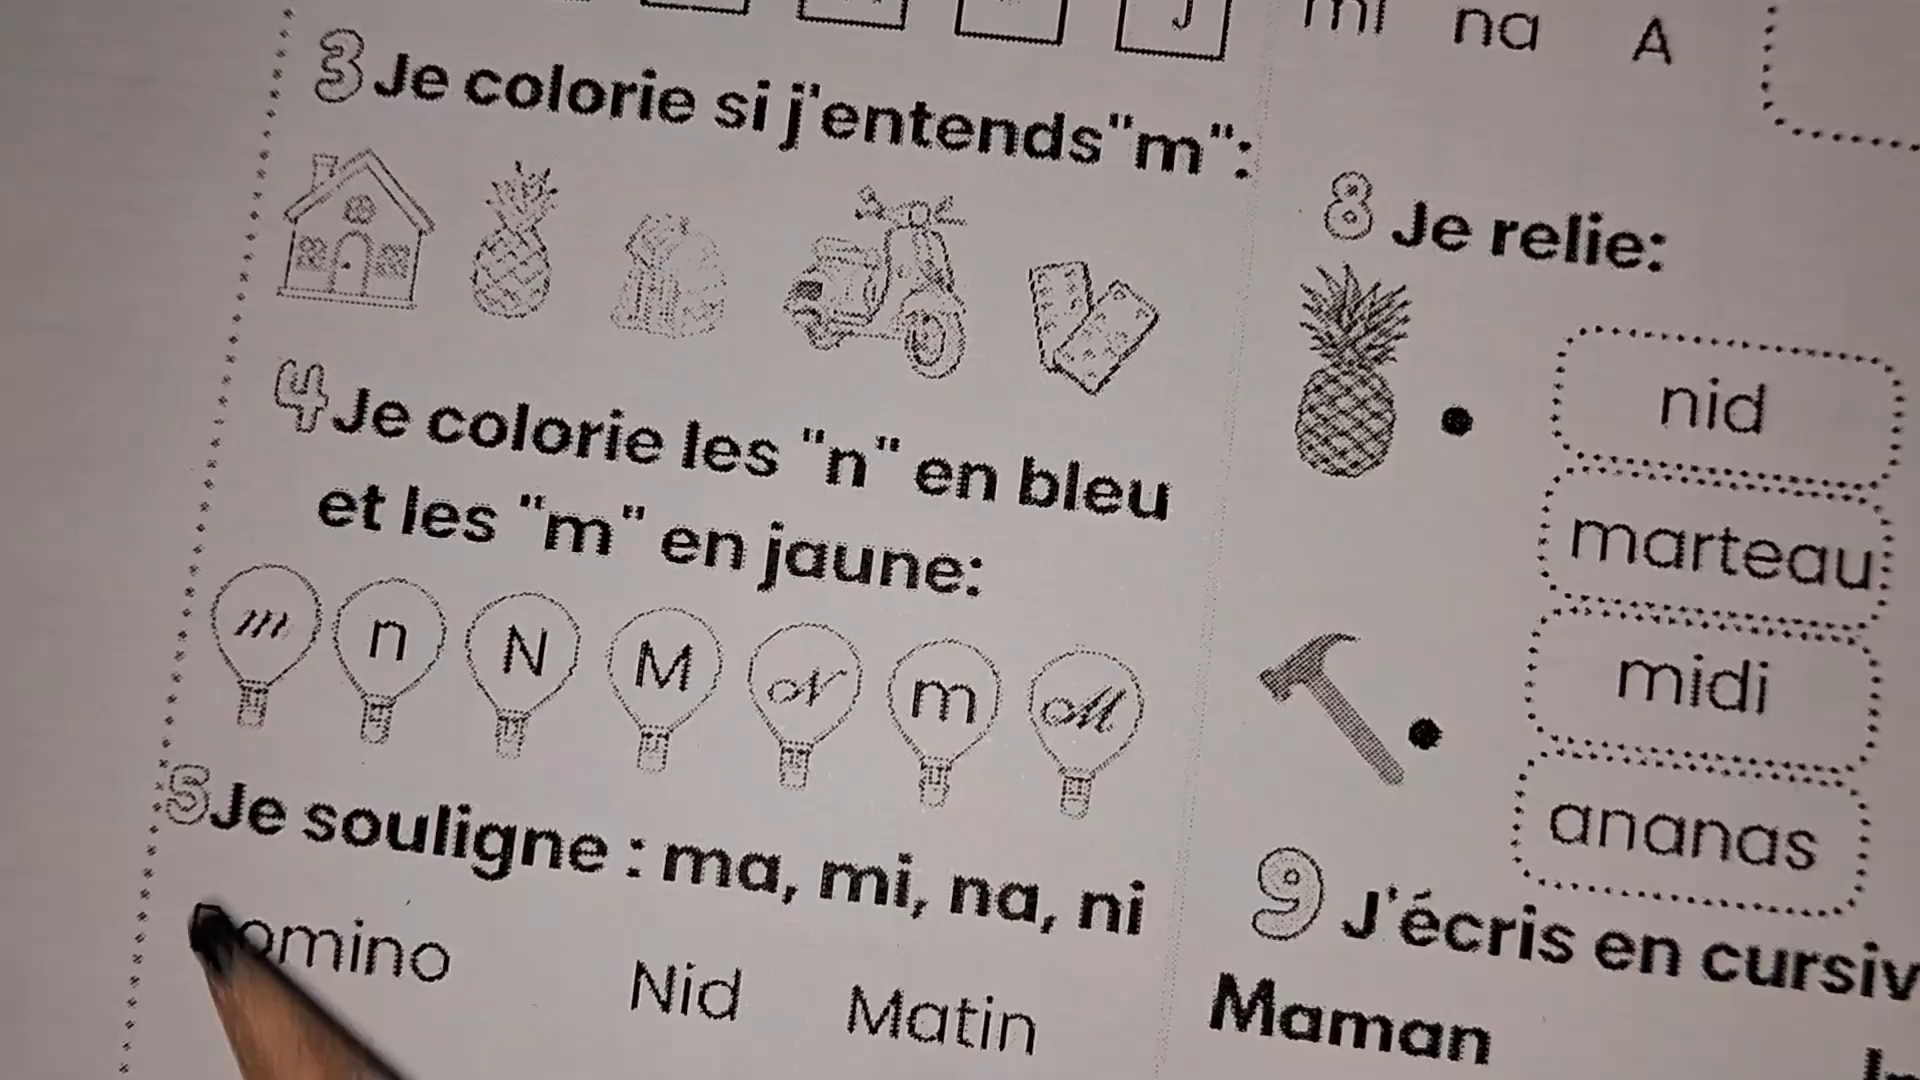 J
mi na A
3 Je colorie si j'entends "m":
4 Je colorie les "n" en bleu
et les "m" en jaune:
m n N M N m M
5 Je souligne : ma, mi, na, ni
Domino Nid Matin
8 Je relie:
nid
marteau
midi
ananas
9 J'écris en cursiv
Maman